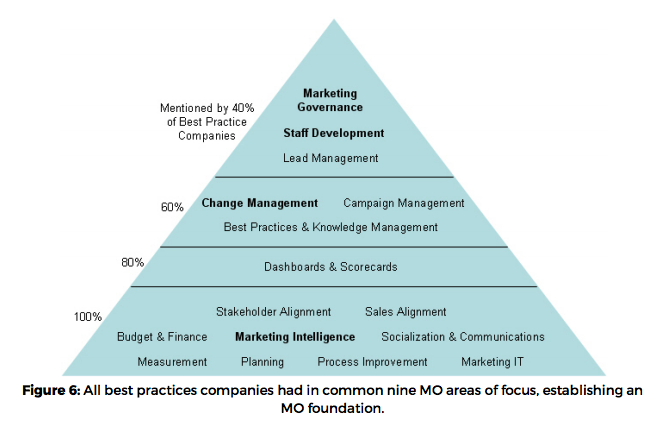 Marketing
Governance
Mentioned by 40%
of Best Practice
Companies
Staff Development
Lead Management
60%
Change Management
Campaign Management
Best Practices & Knowledge Management
80%
Dashboards & Scorecards
100%
Stakeholder Alignment
Sales Alignment
Budget & Finance
Marketing Intelligence
Socialization & Communications
Measurement
Planning
Process Improvement
Marketing IT
Figure 6: All best practices companies had in common nine MO areas of focus, establishing an
MO foundation.